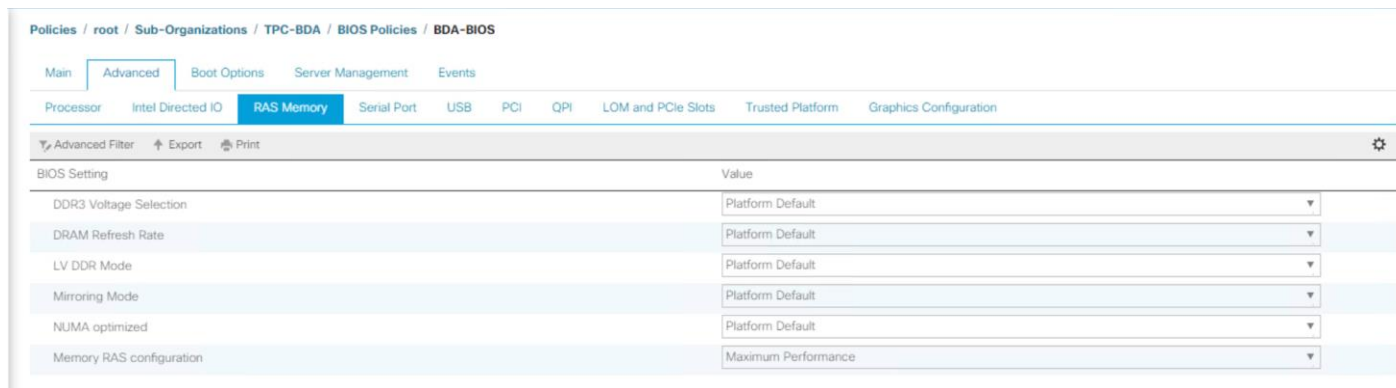 Policies / root / Sub-Organizations / TPC-BDA / BIOS Policies / BDA-BIOS
Main Advanced Boot Options Server Management Events
Processor Intel Directed IO RAS Memory Serial Port USB PCI QPI LOM and PCIe Slots Trusted Platform Graphics Configuration
Advanced Filter Export Print
BIOS Setting Value
DDR3 Voltage Selection Platform Default
DRAM Refresh Rate Platform Default
LV DDR Mode Platform Default
Mirroring Mode Platform Default
NUMA optimized Platform Default
Memory RAS configuration Maximum Performance